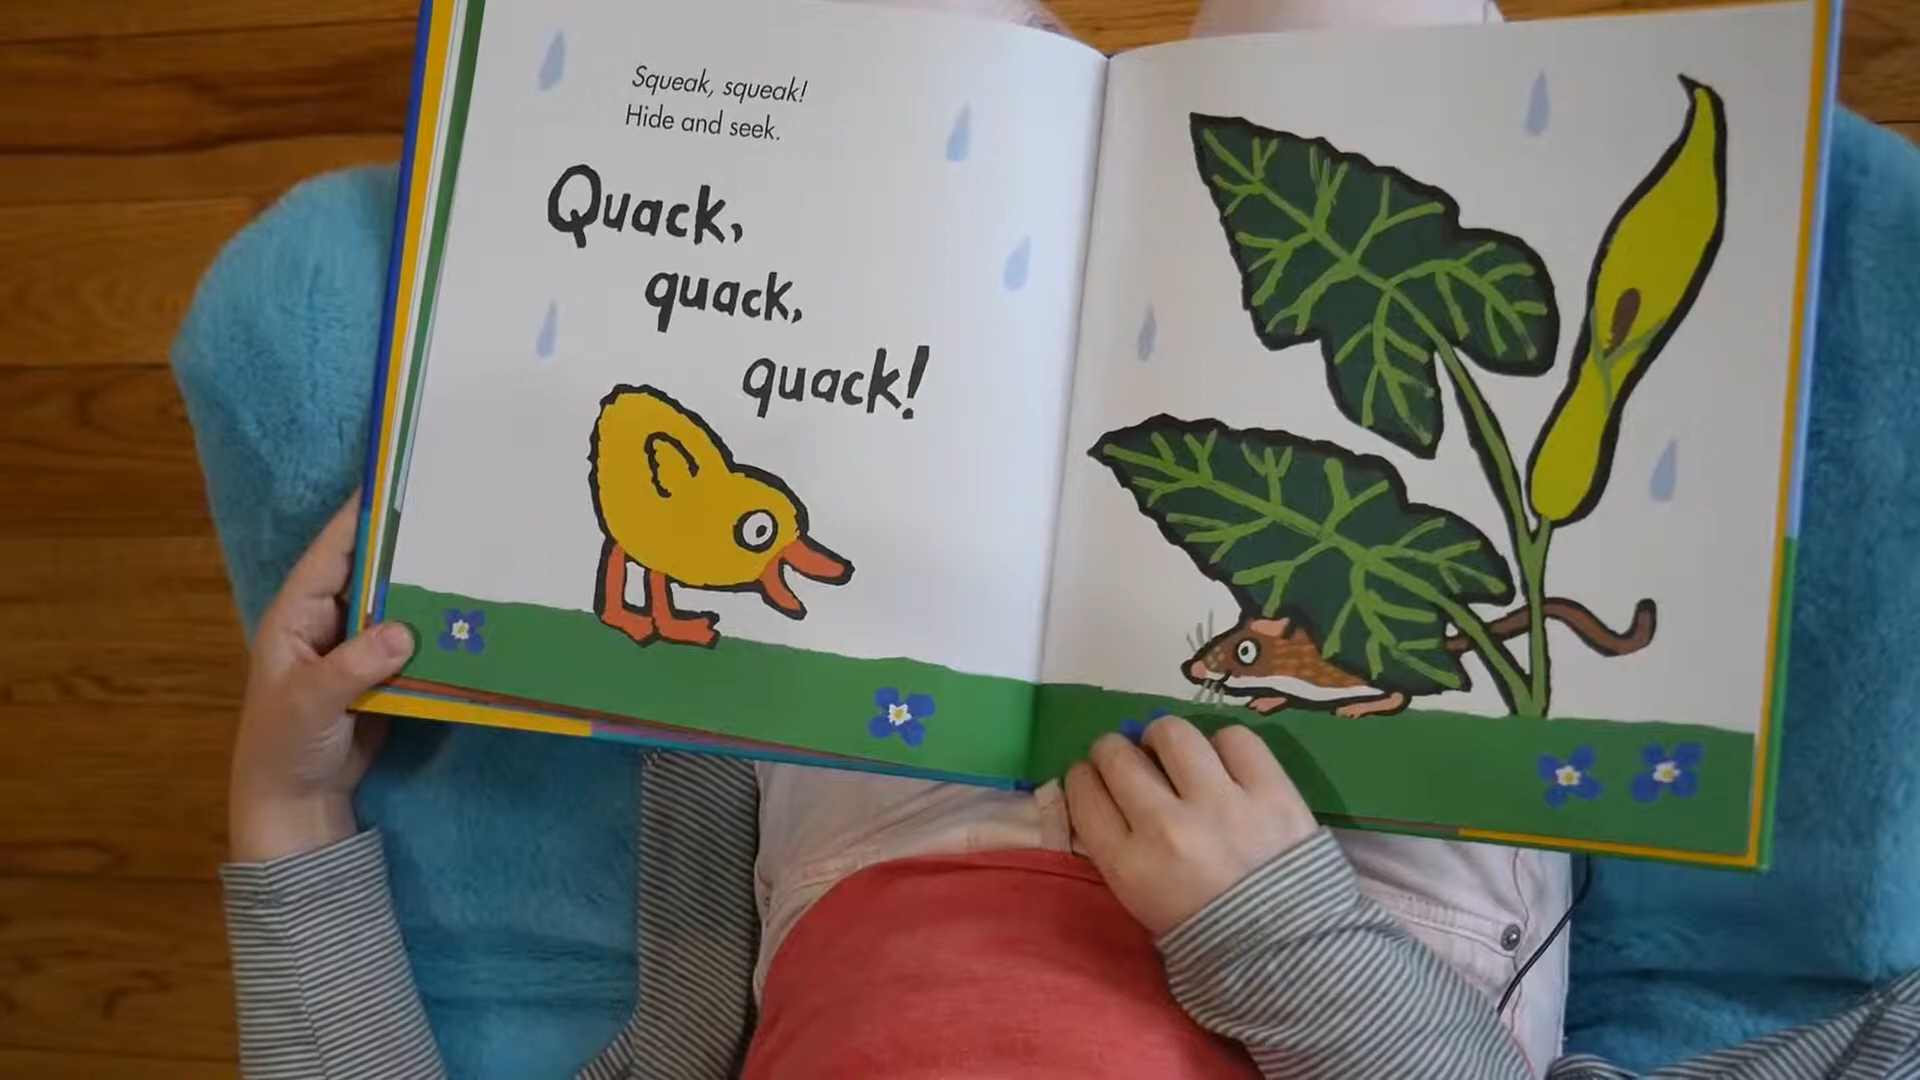 Squeak, squeak!
Hide and seek.
Quack,
quack,
quack!